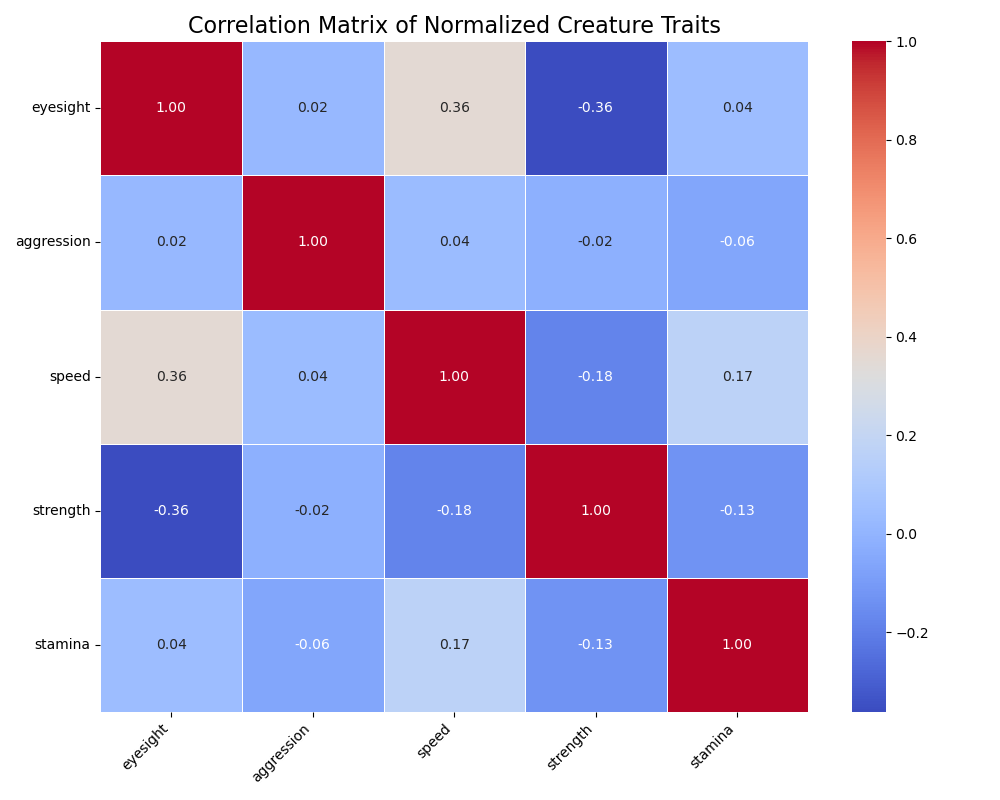 Correlation Matrix of Normalized Creature Traits
eyesight 1.00 0.02 0.36 -0.36 0.04
aggression 0.02 1.00 0.04 -0.02 -0.06
speed 0.36 0.04 1.00 -0.18 0.17
strength -0.36 -0.02 -0.18 1.00 -0.13
stamina 0.04 -0.06 0.17 -0.13 1.00
eyesight aggression speed strength stamina
1.0
0.8
0.6
0.4
0.2
0.0
−0.2